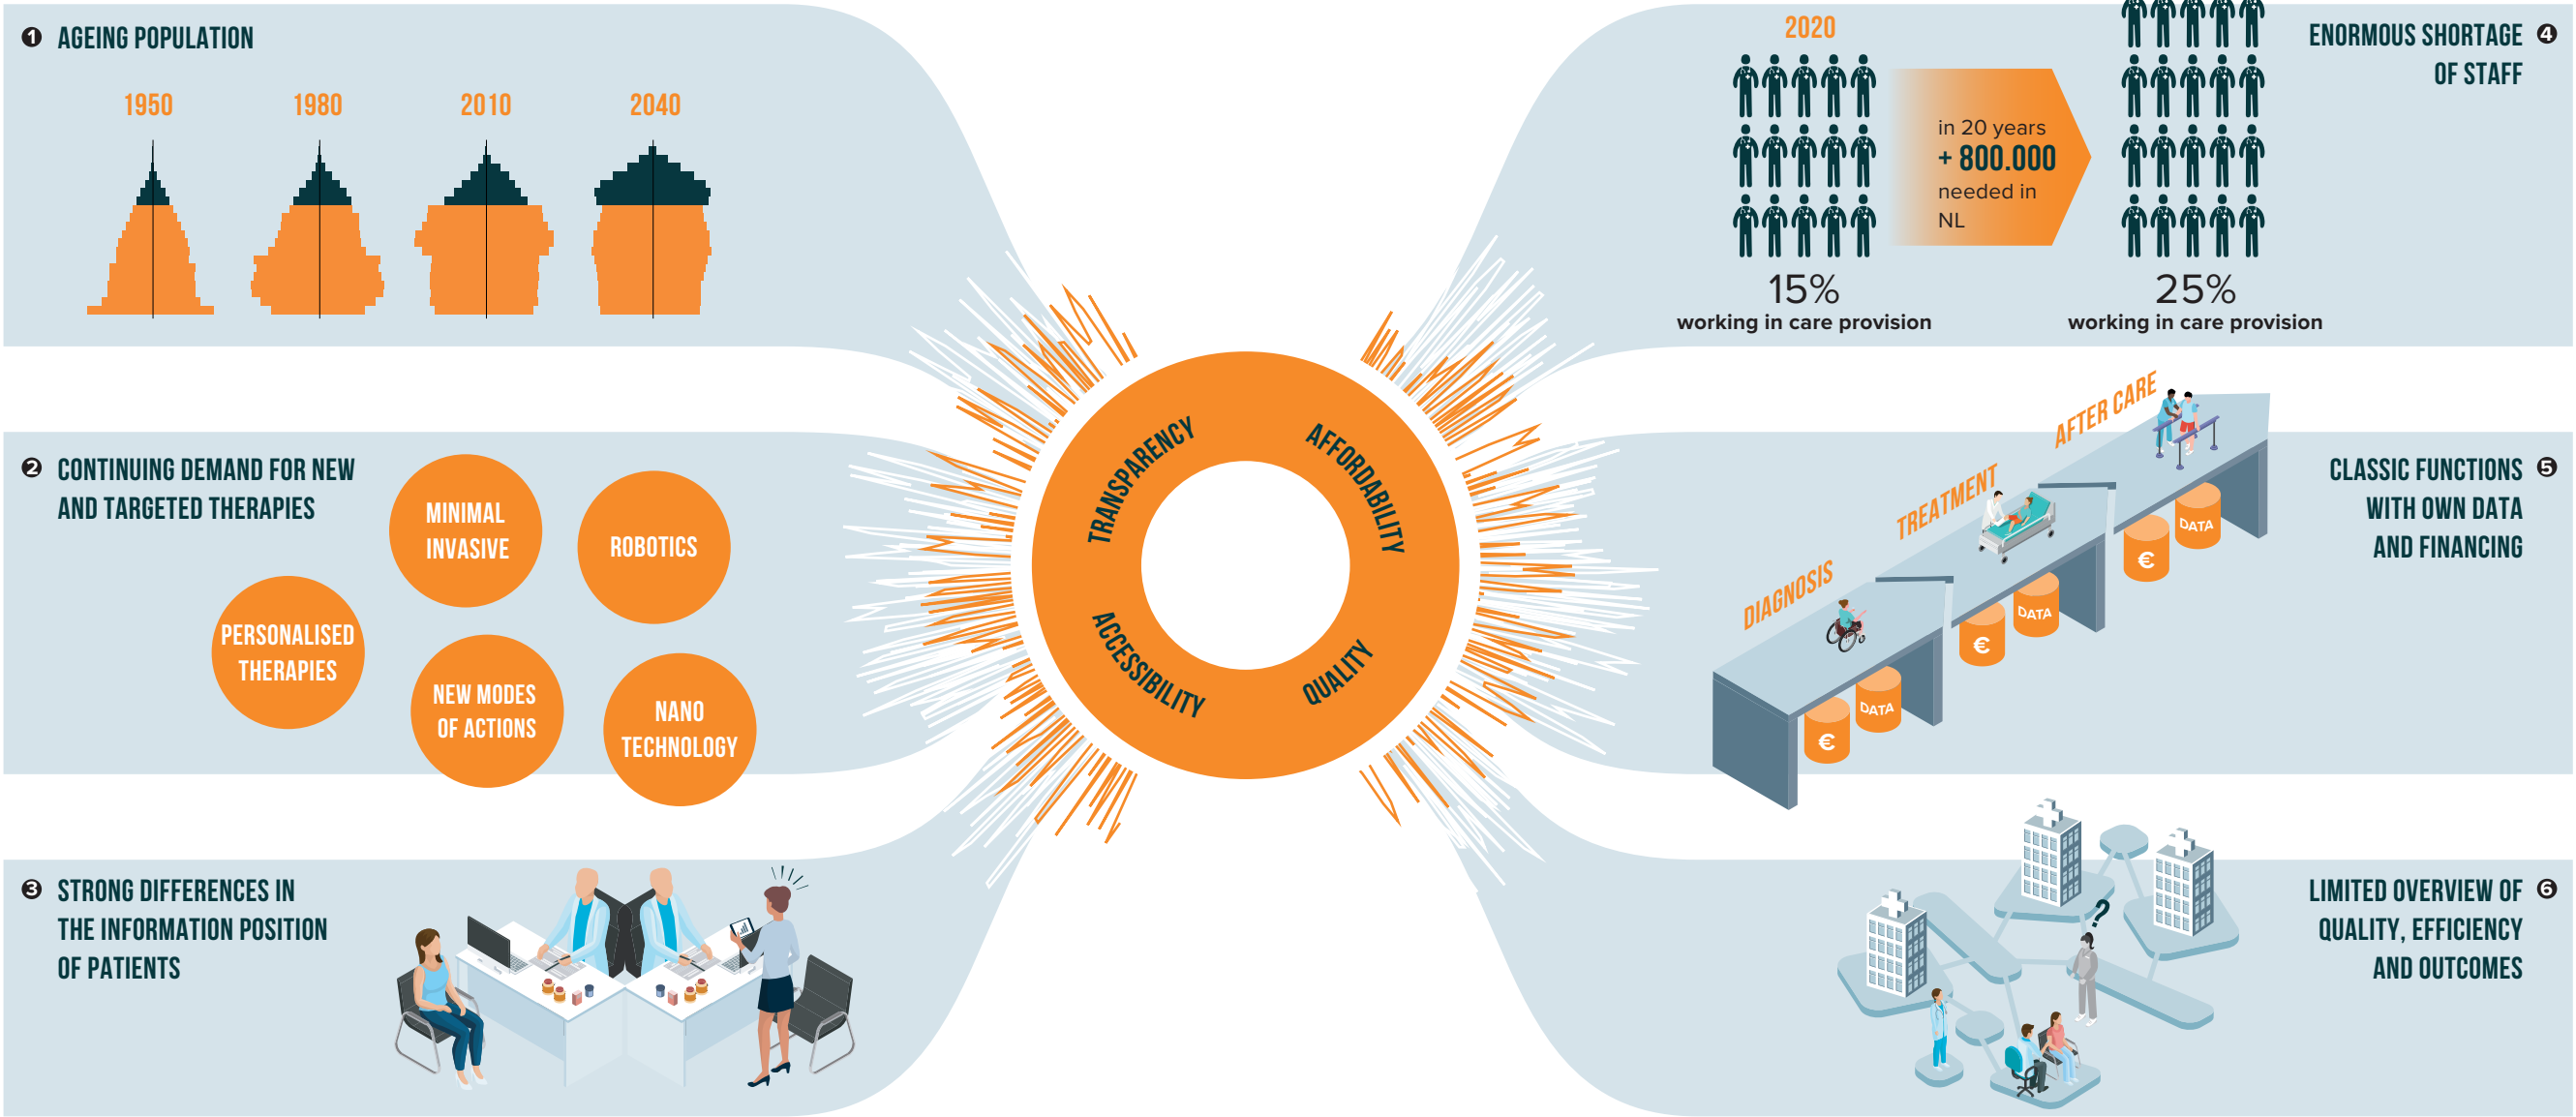 ❶ AGEING POPULATION
1950
1980
2010
2040
❷ CONTINUING DEMAND FOR NEW
AND TARGETED THERAPIES
MINIMAL
INVASIVE
ROBOTICS
PERSONALISED
THERAPIES
NEW MODES
OF ACTIONS
NANO
TECHNOLOGY
❸ STRONG DIFFERENCES IN
THE INFORMATION POSITION
OF PATIENTS
TRANSPARENCY
AFFORDABILITY
ACCESSIBILITY
QUALITY
ENORMOUS SHORTAGE ❹
OF STAFF
2020
in 20 years
+ 800.000
needed in
NL
15%
working in care provision
25%
working in care provision
CLASSIC FUNCTIONS ❺
WITH OWN DATA
AND FINANCING
DIAGNOSIS
TREATMENT
AFTER CARE
€
DATA
€
DATA
€
DATA
LIMITED OVERVIEW OF ❻
QUALITY, EFFICIENCY
AND OUTCOMES
?